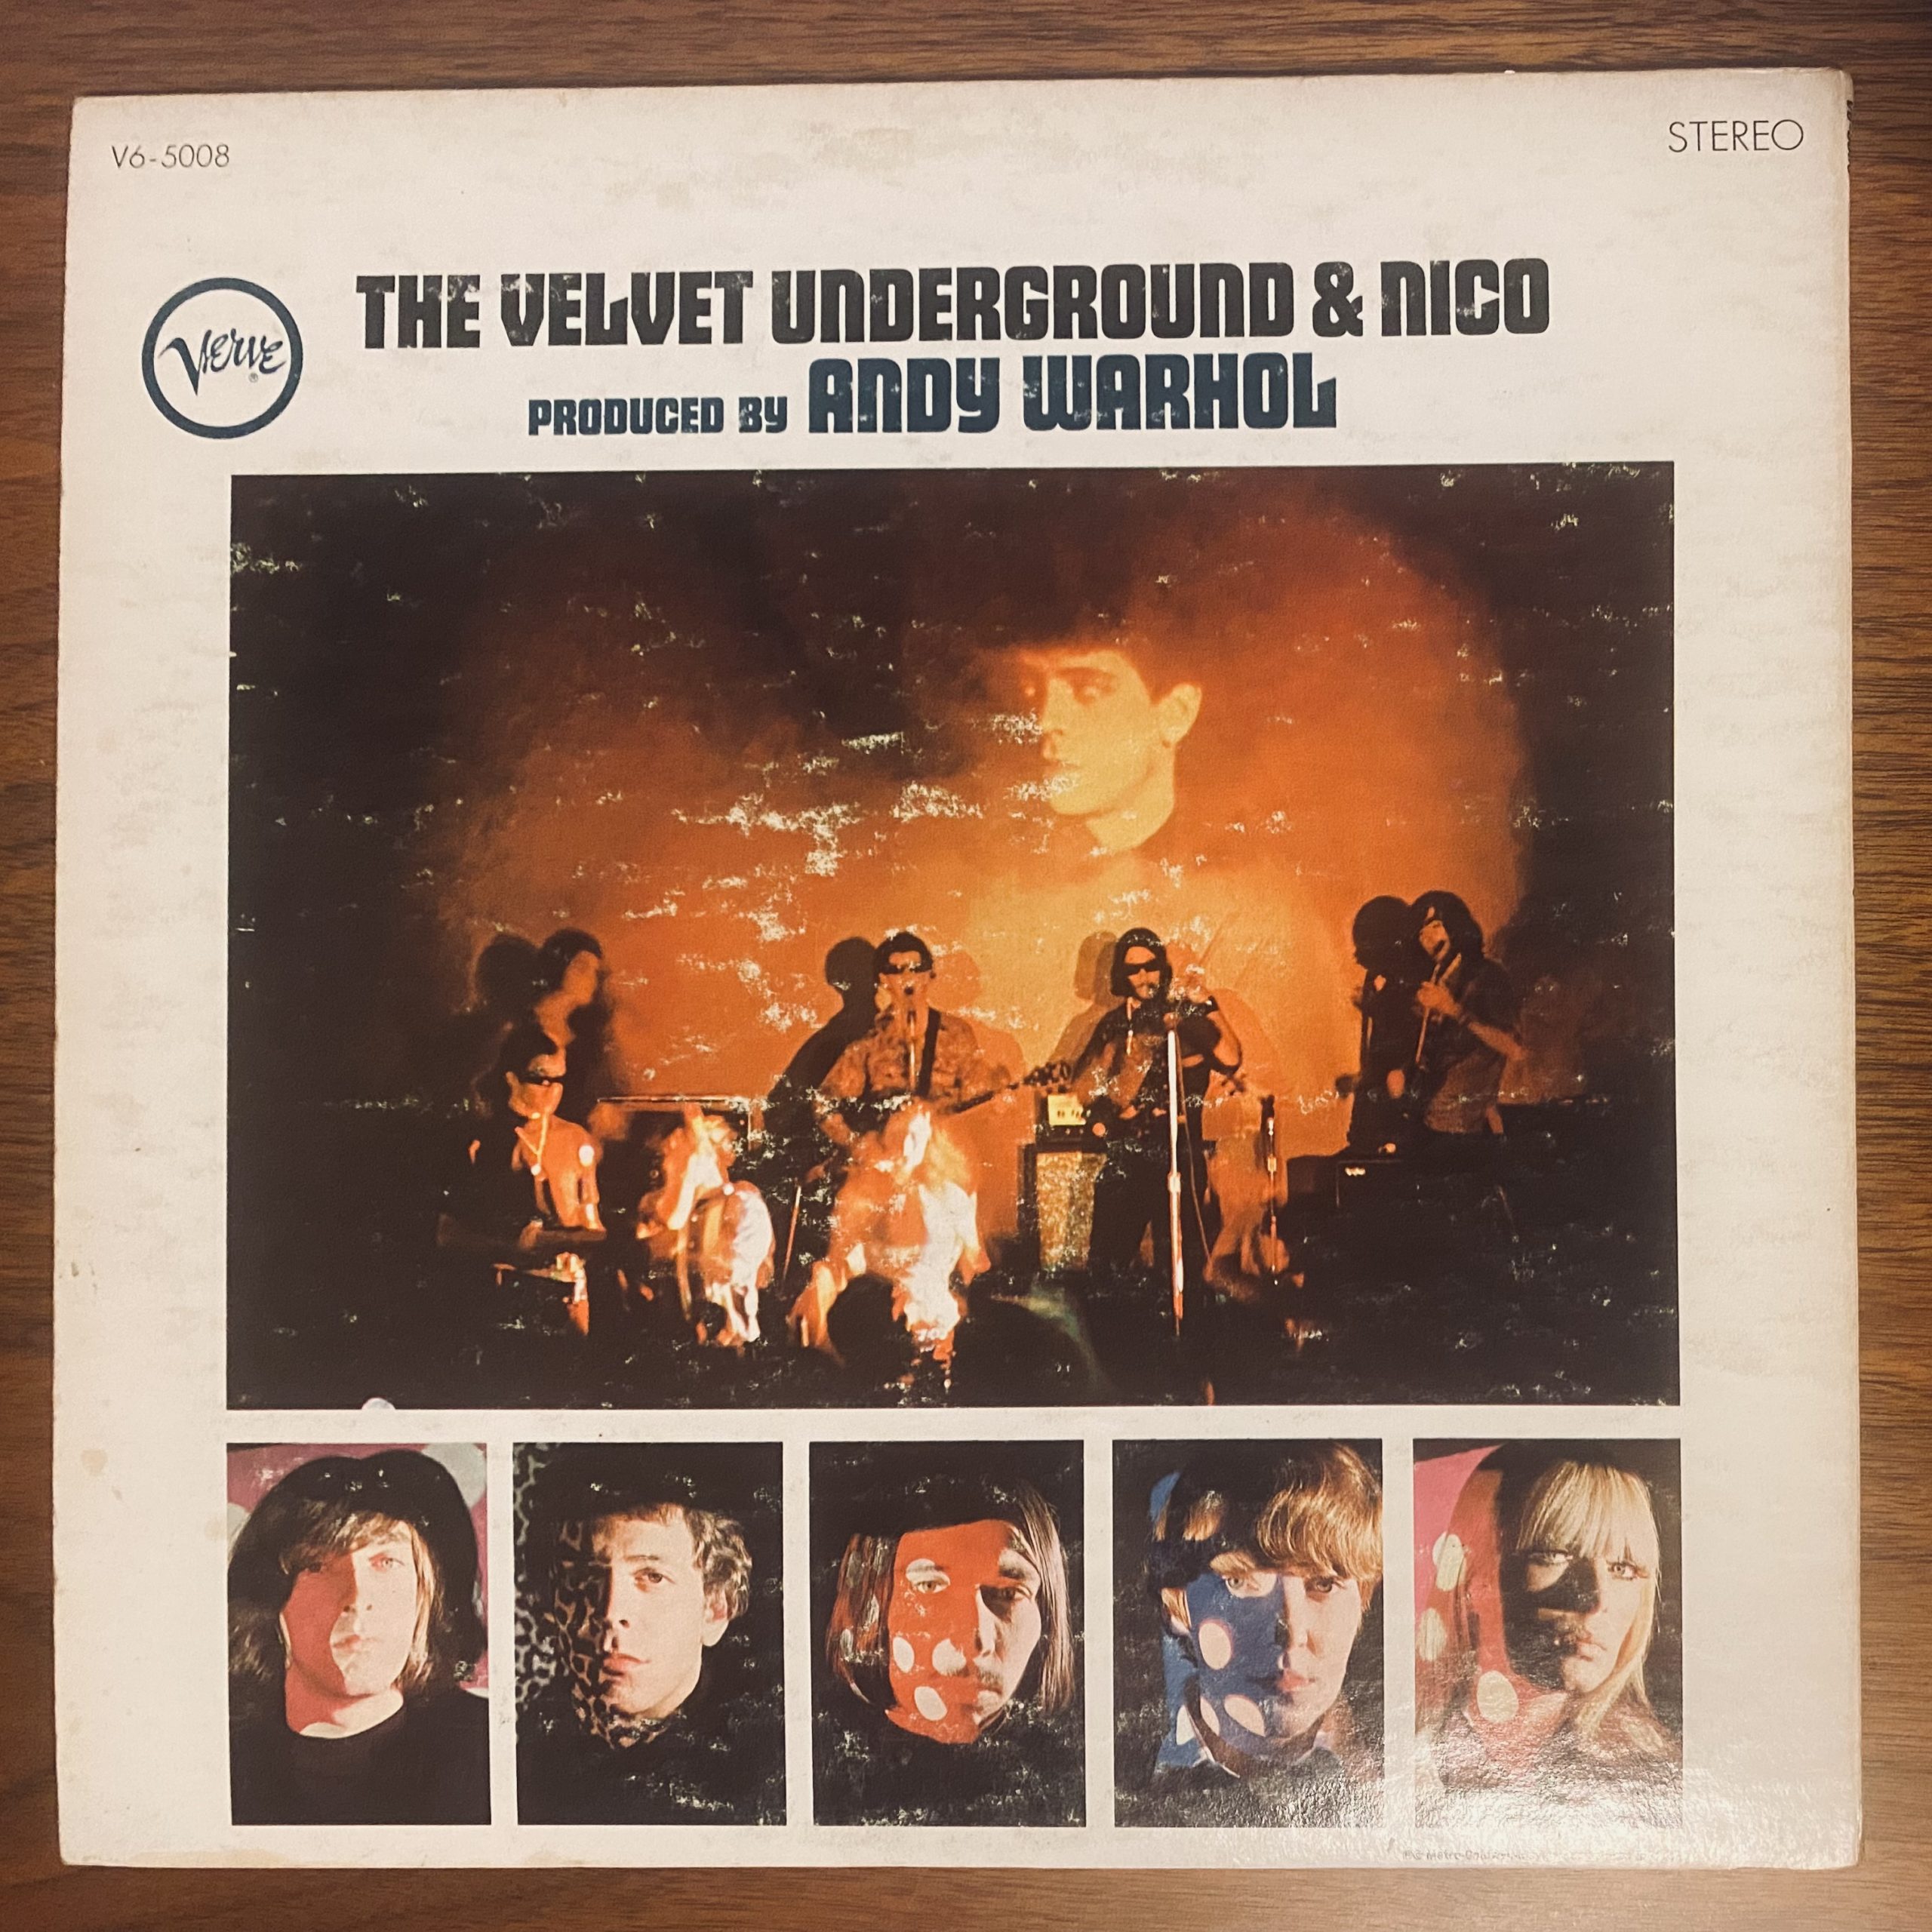 V6-5008
STEREO
Verve ®
THE VELVET UNDERGROUND & NICO
PRODUCED BY ANDY WARHOL